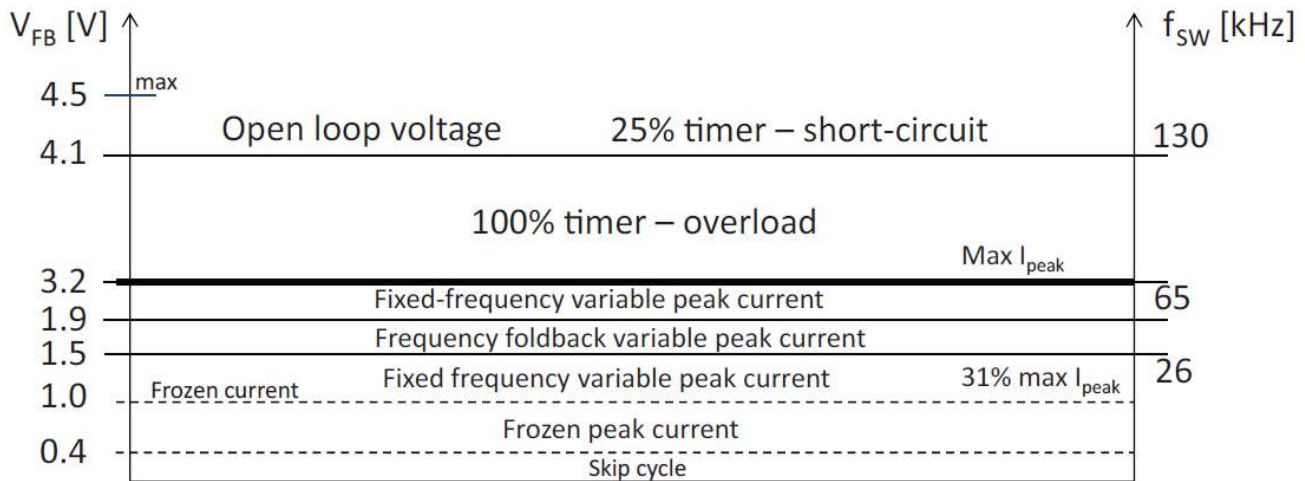 V_FB [V] f_SW [kHz]
max
4.5
Open loop voltage 25% timer – short-circuit 130
4.1
100% timer – overload
Max I_peak
3.2
Fixed-frequency variable peak current 65
1.9
Frequency foldback variable peak current
1.5
Fixed frequency variable peak current 31% max I_peak 26
Frozen current
1.0
Frozen peak current
0.4
Skip cycle